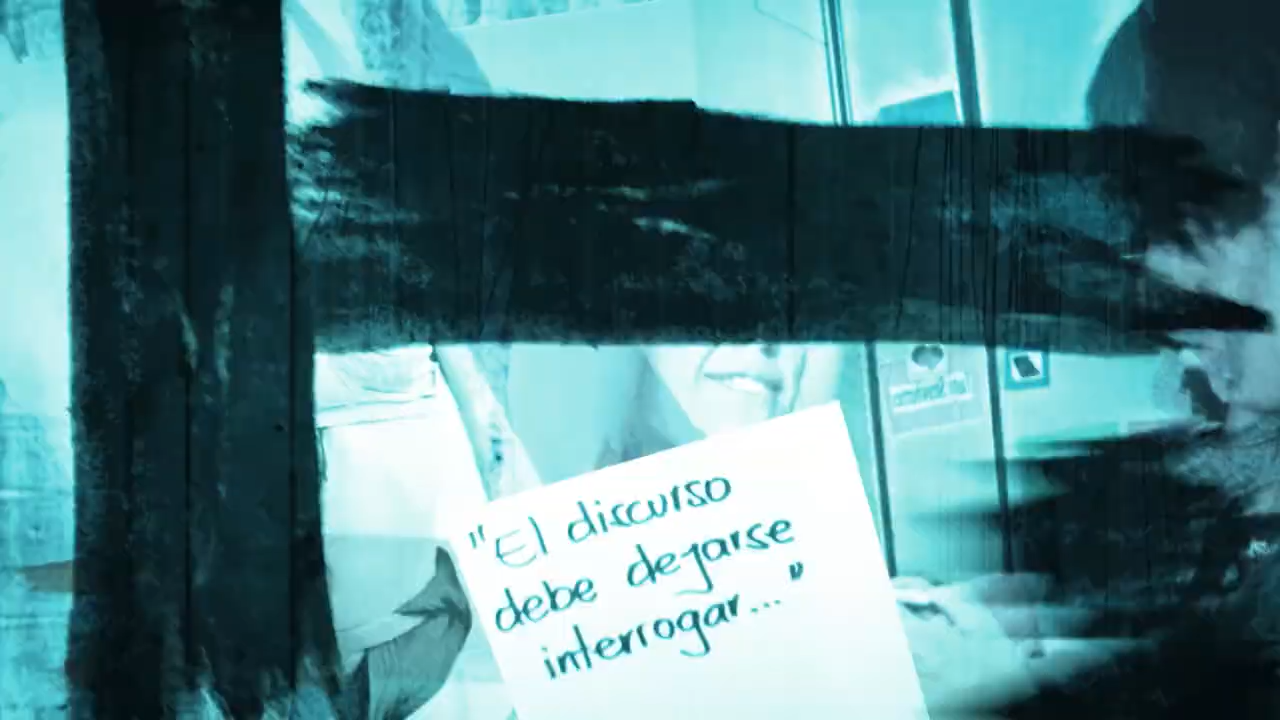 "El discurso
debe dejarse
interrogar..."